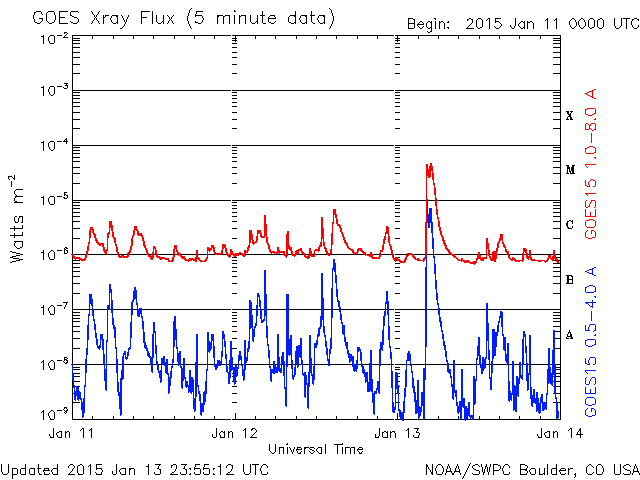 GOES Xray Flux (5 minute data)
Begin: 2015 Jan 11 0000 UTC
10-2
10-3
10-4
10-5
10-6
10-7
10-8
10-9
Watts m-2
X
M
C
B
A
GOES15 1.0-8.0 A
GOES15 0.5-4.0 A
Jan 11
Jan 12
Jan 13
Jan 14
Universal Time
Updated 2015 Jan 13 23:55:12 UTC
NOAA/SWPC Boulder, CO USA